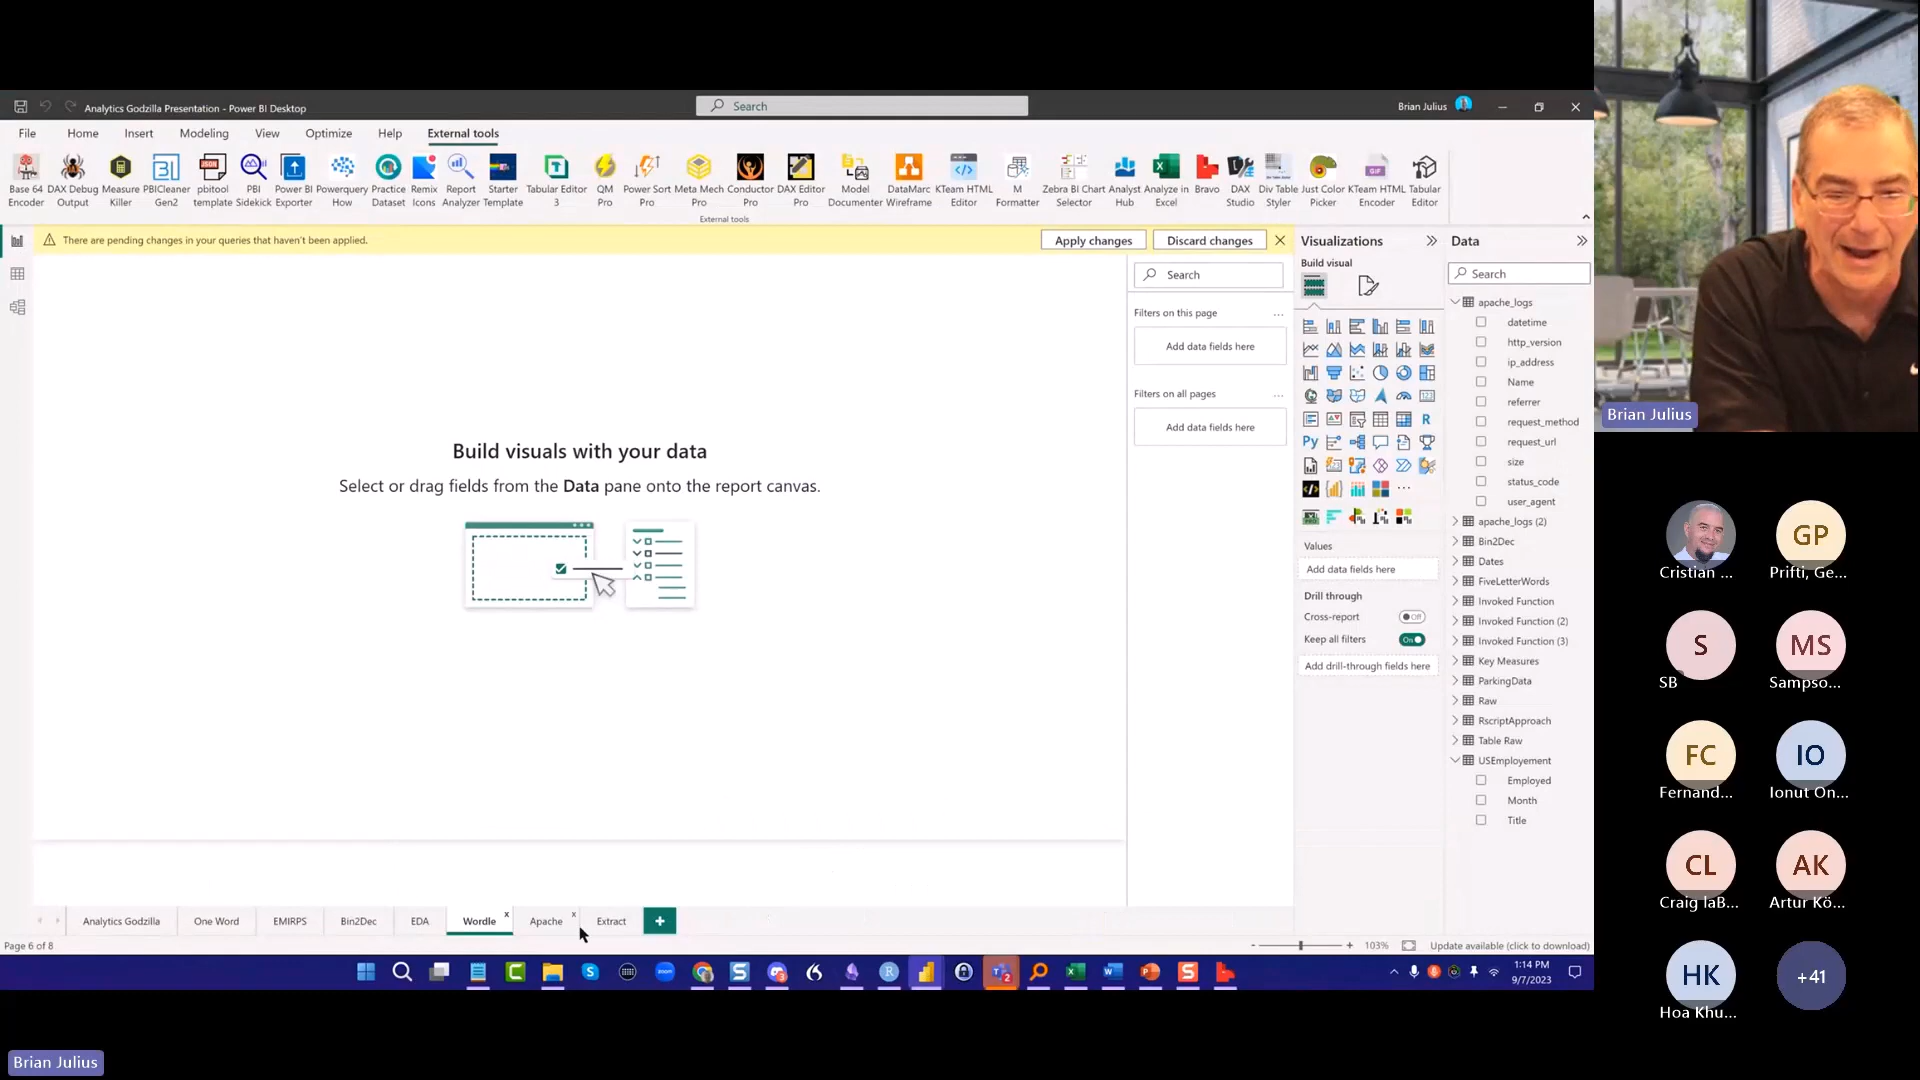 Analytics Godzilla Presentation - Power BI Desktop
Search
Brian Julius
File
Home
Insert
Modeling
View
Optimize
Help
External tools
Base 64 Encoder
DAX Debug Output
Measure Killer
PBICleaner Gen2
pbitool template
PBI Sidekick
Power BI Exporter
Powerquery How
Practice Dataset
Remix Icons
Report Analyzer
Starter Template
Tabular Editor 3
QM Pro
Power Sort Pro
Meta Mech Pro
Conductor Pro
DAX Editor Pro
Model Documenter
DataMarc Wireframe
KTeam HTML Editor
M Formatter
Zebra BI Chart Selector
Analyst Hub
Analyze in Excel
Bravo
DAX Studio
Div Table Styler
Just Color Picker
KTeam HTML Encoder
Tabular Editor
External tools
There are pending changes in your queries that haven't been applied.
Apply changes
Discard changes
Search
Filters on this page
...
Add data fields here
Filters on all pages
...
Add data fields here
Build visuals with your data
Select or drag fields from the Data pane onto the report canvas.
Visualizations
Build visual
R
Py
...
Values
Add data fields here
Drill through
Cross-report
Off
Keep all filters
On
Add drill-through fields here
Data
Search
apache_logs
datetime
http_version
ip_address
Name
referrer
request_method
request_url
size
status_code
user_agent
apache_logs (2)
Bin2Dec
Dates
FiveLetterWords
Invoked Function
Invoked Function (2)
Invoked Function (3)
Key Measures
ParkingData
Raw
RscriptApproach
Table Raw
USEmployement
Employed
Month
Title
Analytics Godzilla
One Word
EMIRPS
Bin2Dec
EDA
Wordle
x
Apache
x
Extract
+
Page 6 of 8
- + 103%
Update available (click to download)
1:14 PM
9/7/2023
Brian Julius
Cristian ...
GP
Prifti, Ge...
S
SB
MS
Sampso...
FC
Fernand...
IO
Ionut On...
CL
Craig laB...
AK
Artur Kö...
HK
Hoa Khu...
+41
Brian Julius